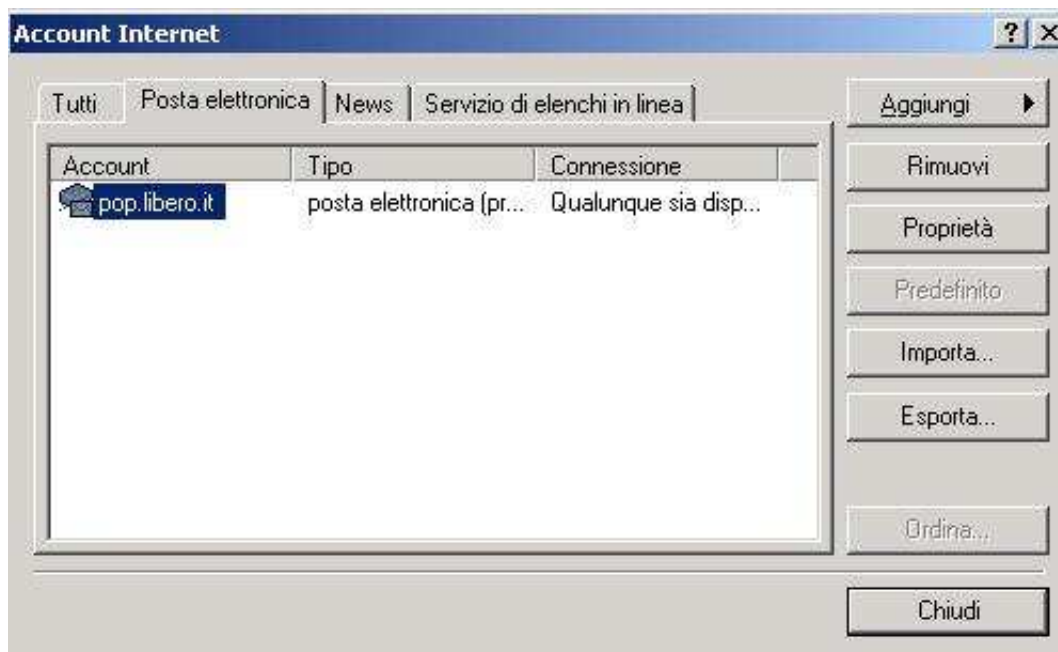 Account Internet
Tutti Posta elettronica News Servizio di elenchi in linea
Account Tipo Connessione
pop.libero.it posta elettronica (pr... Qualunque sia disp...
Aggiungi
Rimuovi
Proprietà
Predefinito
Importa...
Esporta...
Ordina...
Chiudi